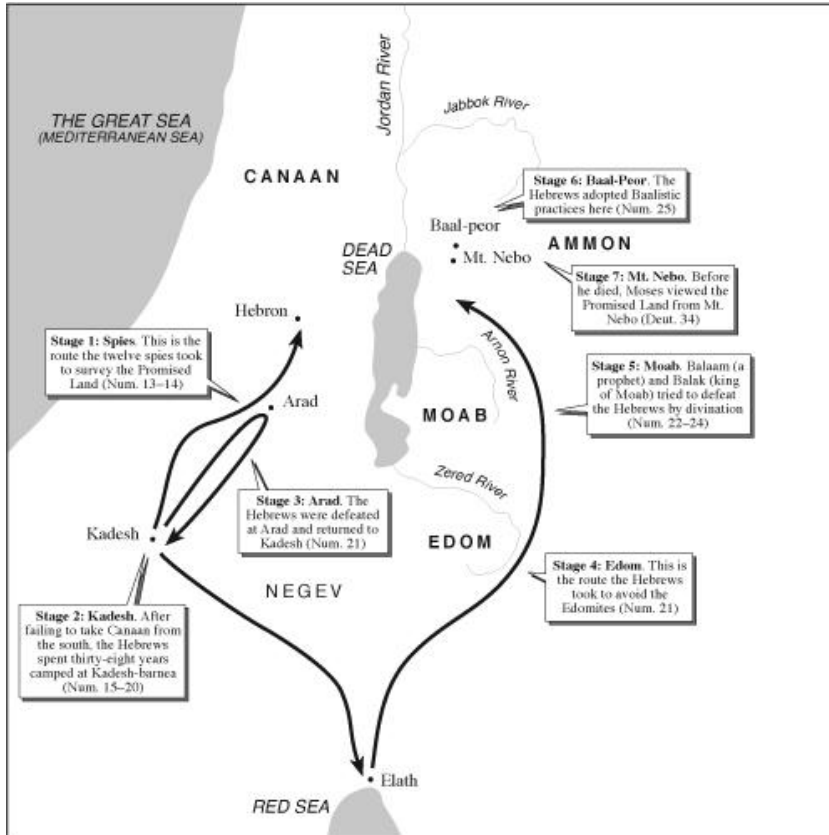 Jordan River
THE GREAT SEA
(MEDITERRANEAN SEA)
Jabbok River
CANAAN
Stage 6: Baal-Peor. The
Hebrews adopted Baalistic
practices here (Num. 25)
Baal-peor
AMMON
DEAD
SEA
Mt. Nebo
Stage 7: Mt. Nebo. Before
he died, Moses viewed the
Promised Land from Mt.
Nebo (Deut. 34)
Hebron
Stage 1: Spies. This is the
route the twelve spies took
to survey the Promised
Land (Num. 13–14)
Arnon River
Stage 5: Moab. Balaam (a
prophet) and Balak (king
of Moab) tried to defeat
the Hebrews by divination
(Num. 22–24)
Arad
MOAB
Stage 3: Arad. The
Hebrews were defeated
at Arad and returned to
Kadesh (Num. 21)
Zered River
Kadesh
EDOM
Stage 4: Edom. This is
the route the Hebrews
took to avoid the
Edomites (Num. 21)
NEGEV
Stage 2: Kadesh. After
failing to take Canaan from
the south, the Hebrews
spent thirty-eight years
camped at Kadesh-barnea
(Num. 15–20)
Elath
RED SEA